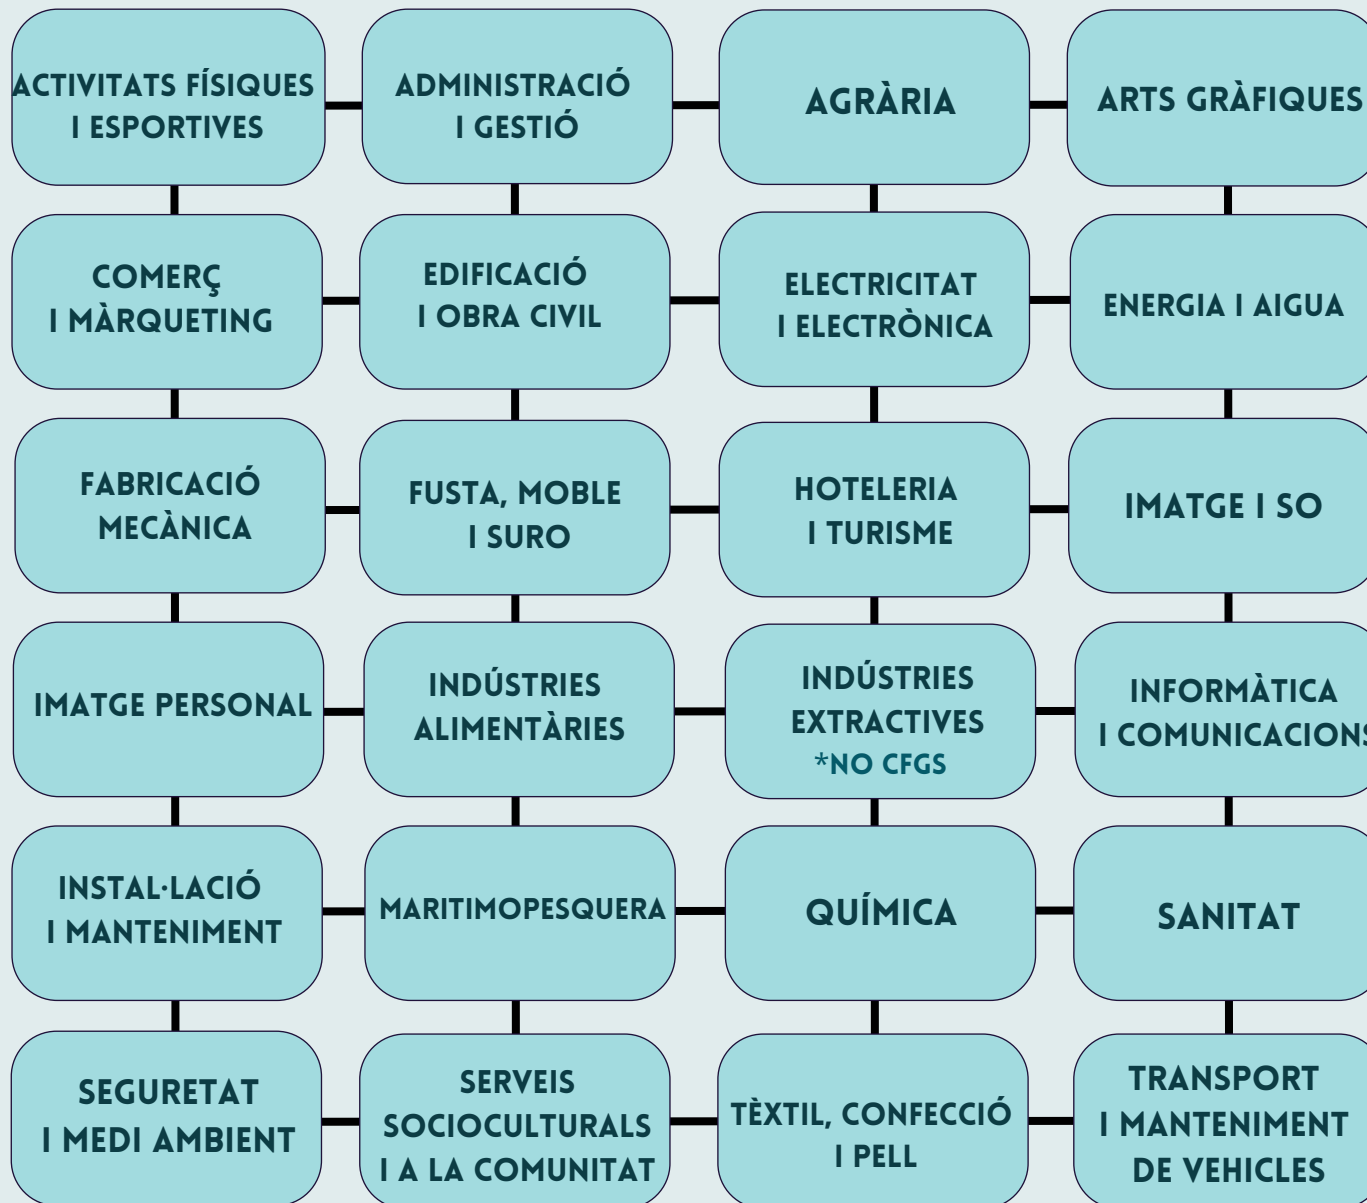 ACTIVITATS FÍSIQUES
I ESPORTIVES
ADMINISTRACIÓ
I GESTIÓ
AGRÀRIA
ARTS GRÀFIQUES
COMERÇ
I MÀRQUETING
EDIFICACIÓ
I OBRA CIVIL
ELECTRICITAT
I ELECTRÒNICA
ENERGIA I AIGUA
FABRICACIÓ
MECÀNICA
FUSTA, MOBLE
I SURO
HOTELERIA
I TURISME
IMATGE I SO
IMATGE PERSONAL
INDÚSTRIES
ALIMENTÀRIES
INDÚSTRIES
EXTRACTIVES
*NO CFGS
INFORMÀTICA
I COMUNICACIONS
INSTAL·LACIÓ
I MANTENIMENT
MARITIMOPESQUERA
QUÍMICA
SANITAT
SEGURETAT
I MEDI AMBIENT
SERVEIS
SOCIOCULTURALS
I A LA COMUNITAT
TÈXTIL, CONFECCIÓ
I PELL
TRANSPORT
I MANTENIMENT
DE VEHICLES